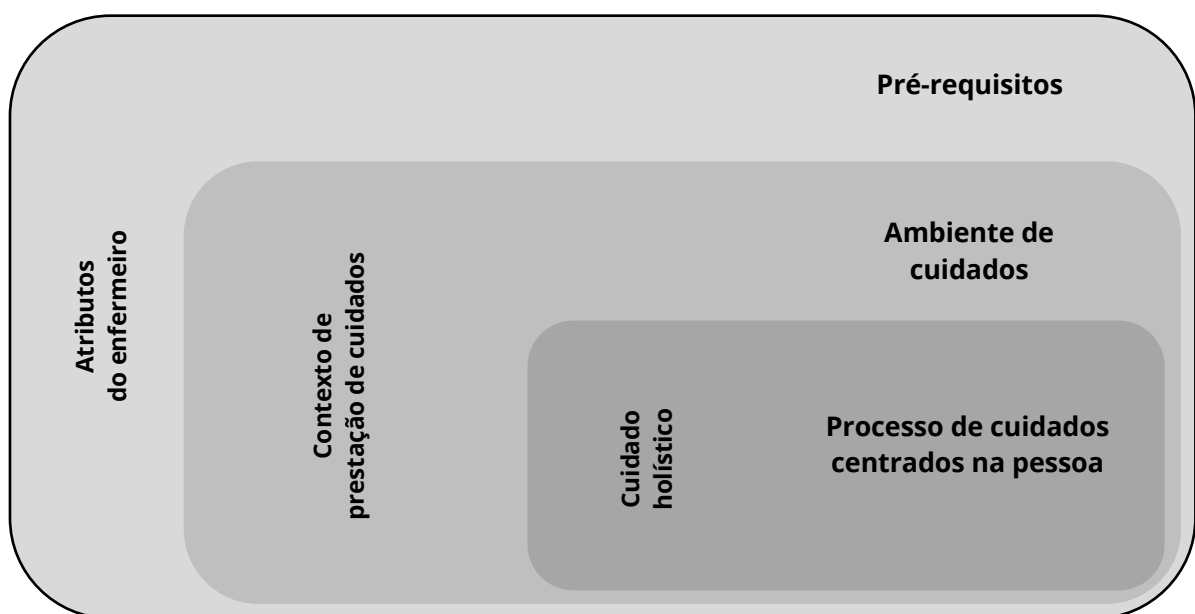 Pré-requisitos
Atributos
do enfermeiro
Ambiente de
cuidados
Contexto de
prestação de cuidados
Processo de cuidados
centrados na pessoa
Cuidado
holístico